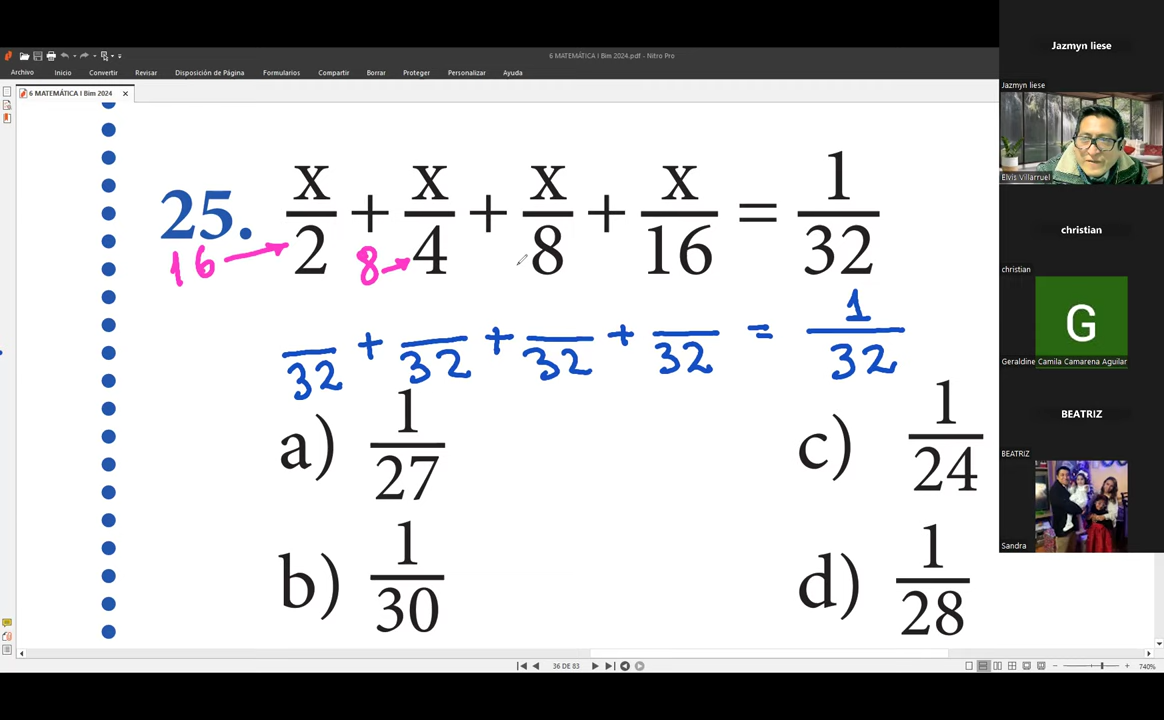 6 MATEMÁTICA I Bim 2024.pdf - Nitro Pro
Archivo Inicio Convertir Revisar Disposición de Página Formularios Compartir Borrar Proteger Personalizar Ayuda
6 MATEMÁTICA I Bim 2024 ×
25. x/2 + x/4 + x/8 + x/16 = 1/32
16 → 8 →
/32 + /32 + /32 + /32 = 1/32
a) 1/27
c) 1/24
b) 1/30
d) 1/28
36 DE 83
740%
Jazmyn liese
Jazmyn liese
Elvis Villarruel
christian
christian
G
Geraldine Camila Camarena Aguilar
BEATRIZ
BEATRIZ
Sandra